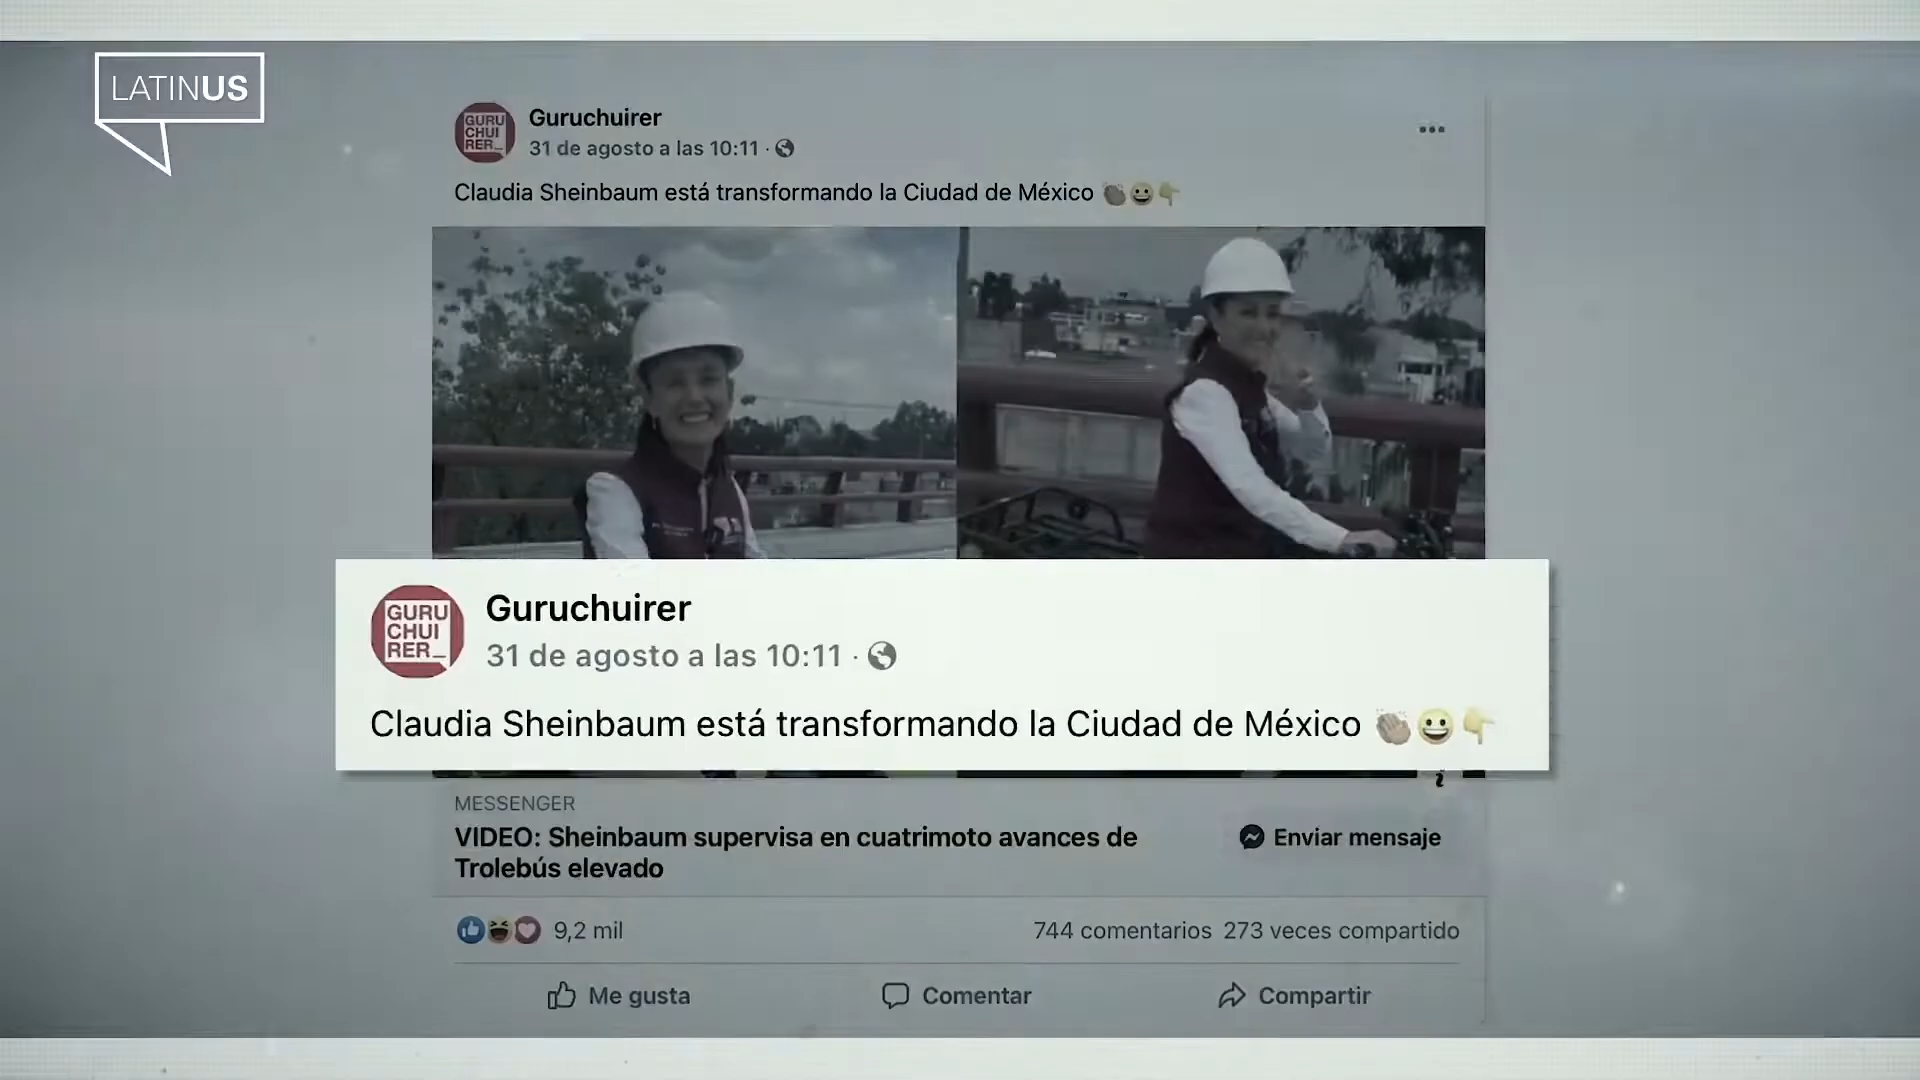 LATINUS
GURU
CHUI
RER_
Guruchuirer
31 de agosto a las 10:11 ·
Claudia Sheinbaum está transformando la Ciudad de México 👏🏽😀👇🏼
GURU
CHUI
RER_
Guruchuirer
31 de agosto a las 10:11 ·
Claudia Sheinbaum está transformando la Ciudad de México 👏🏽😀👇🏼
MESSENGER
VIDEO: Sheinbaum supervisa en cuatrimoto avances de
Trolebús elevado
Enviar mensaje
9,2 mil
744 comentarios 273 veces compartido
Me gusta
Comentar
Compartir